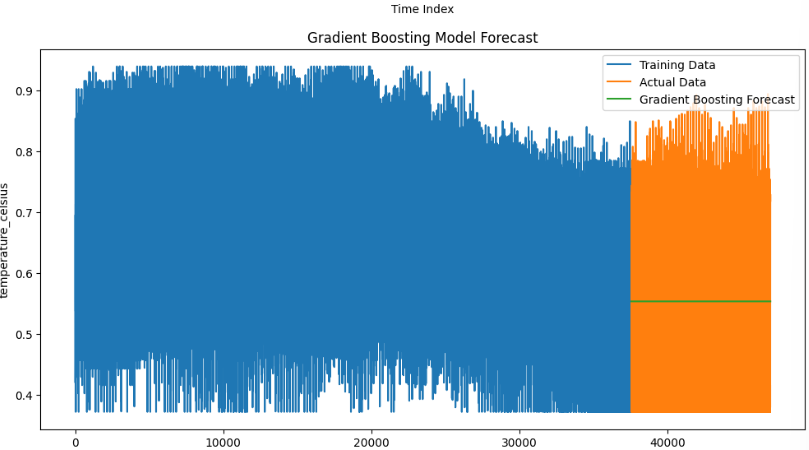 Time Index
Gradient Boosting Model Forecast
Training Data
Actual Data
Gradient Boosting Forecast
temperature_celsius
0.9
0.8
0.7
0.6
0.5
0.4
0
10000
20000
30000
40000